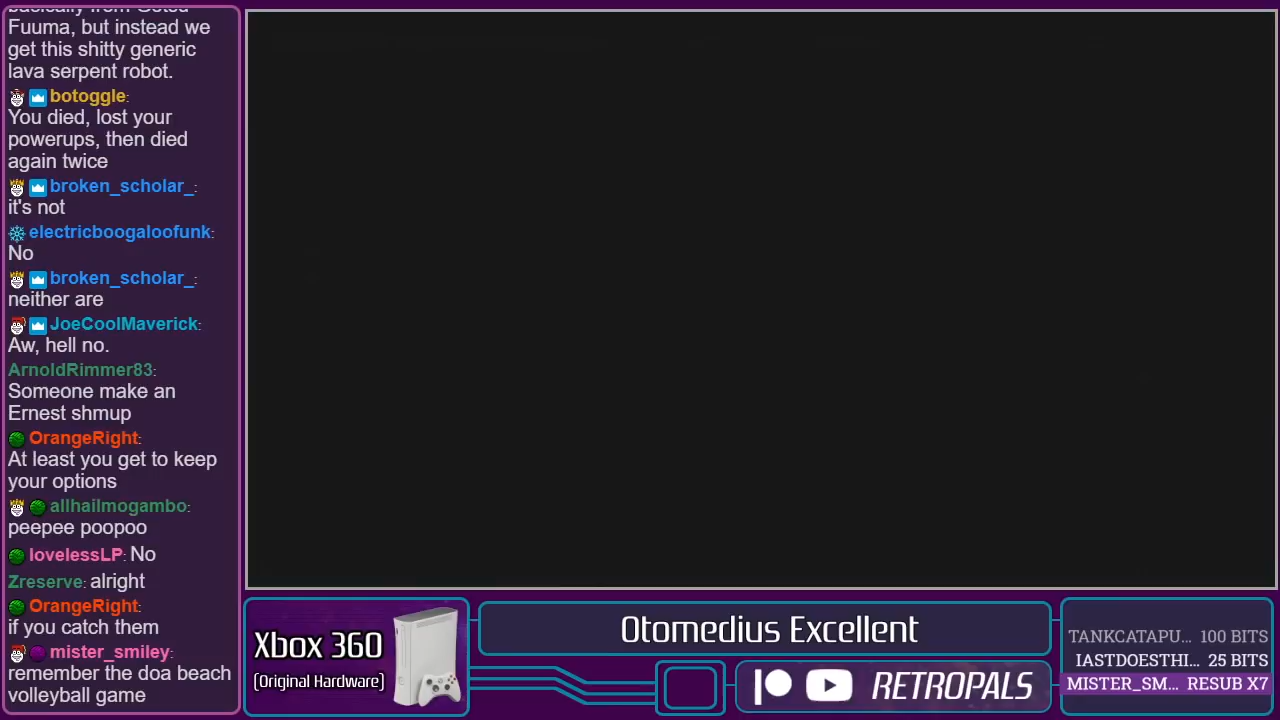 Fuuma, but instead we
get this shitty generic
lava serpent robot.
botoggle:
You died, lost your
powerups, then died
again twice
broken_scholar_:
it's not
electricboogaloofunk:
No
broken_scholar_:
neither are
JoeCoolMaverick:
Aw, hell no.
ArnoldRimmer83:
Someone make an
Ernest shmup
OrangeRight:
At least you get to keep
your options
allhailmogambo:
peepee poopoo
lovelessLP: No
Zreserve: alright
OrangeRight:
if you catch them
mister_smiley:
remember the doa beach
volleyball game
Xbox 360
(Original Hardware)
Otomedius Excellent
RETROPALS
TANKCATAPU... 100 BITS
IASTDOESTHI... 25 BITS
MISTER_SM... RESUB X7